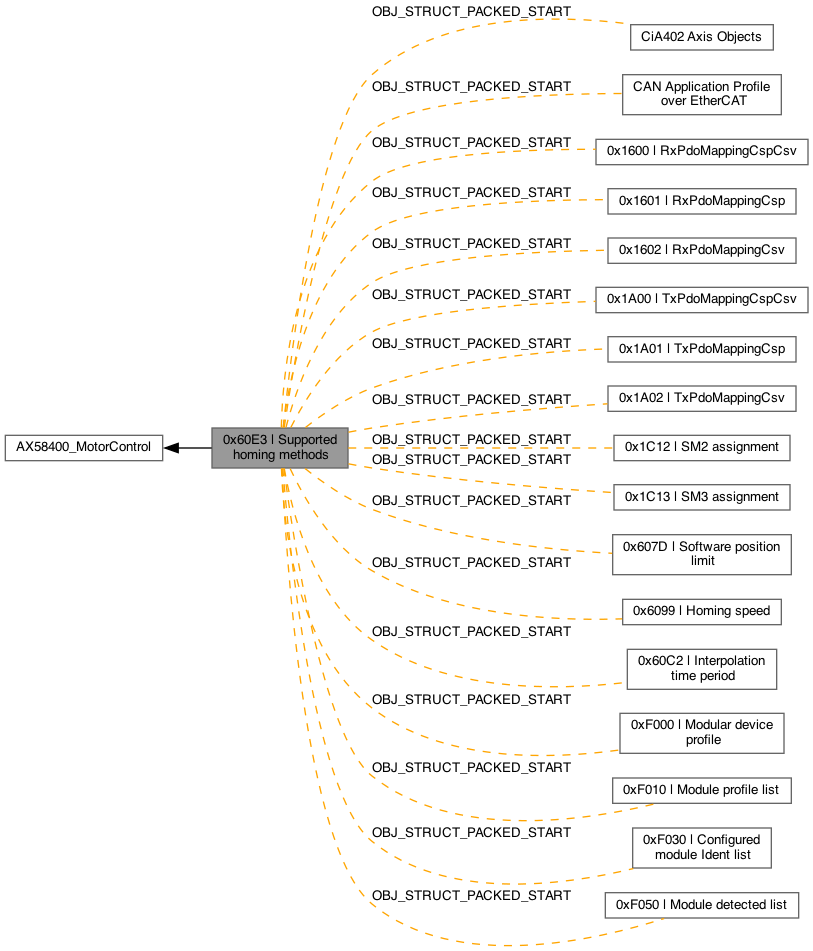 OBJ_STRUCT_PACKED_START
CiA402 Axis Objects
OBJ_STRUCT_PACKED_START
CAN Application Profile
over EtherCAT
OBJ_STRUCT_PACKED_START
0x1600 | RxPdoMappingCspCsv
OBJ_STRUCT_PACKED_START
0x1601 | RxPdoMappingCsp
OBJ_STRUCT_PACKED_START
0x1602 | RxPdoMappingCsv
OBJ_STRUCT_PACKED_START
0x1A00 | TxPdoMappingCspCsv
OBJ_STRUCT_PACKED_START
0x1A01 | TxPdoMappingCsp
OBJ_STRUCT_PACKED_START
0x1A02 | TxPdoMappingCsv
AX58400_MotorControl
0x60E3 | Supported
homing methods
OBJ_STRUCT_PACKED_START
0x1C12 | SM2 assignment
OBJ_STRUCT_PACKED_START
0x1C13 | SM3 assignment
OBJ_STRUCT_PACKED_START
0x607D | Software position
limit
OBJ_STRUCT_PACKED_START
0x6099 | Homing speed
OBJ_STRUCT_PACKED_START
0x60C2 | Interpolation
time period
OBJ_STRUCT_PACKED_START
0xF000 | Modular device
profile
OBJ_STRUCT_PACKED_START
0xF010 | Module profile list
OBJ_STRUCT_PACKED_START
0xF030 | Configured
module Ident list
OBJ_STRUCT_PACKED_START
0xF050 | Module detected list